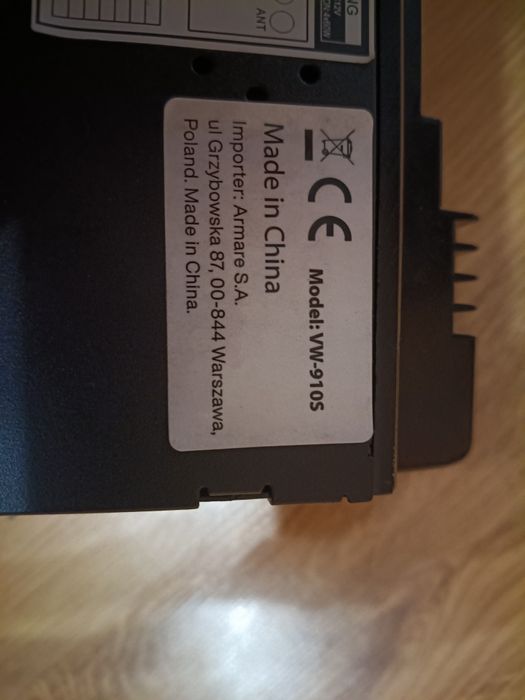 ANT
CE Model: VW-910S
Made in China
Importer: Armare S.A.
ul Grzybowska 87, 00-844 Warszawa,
Poland. Made in China.